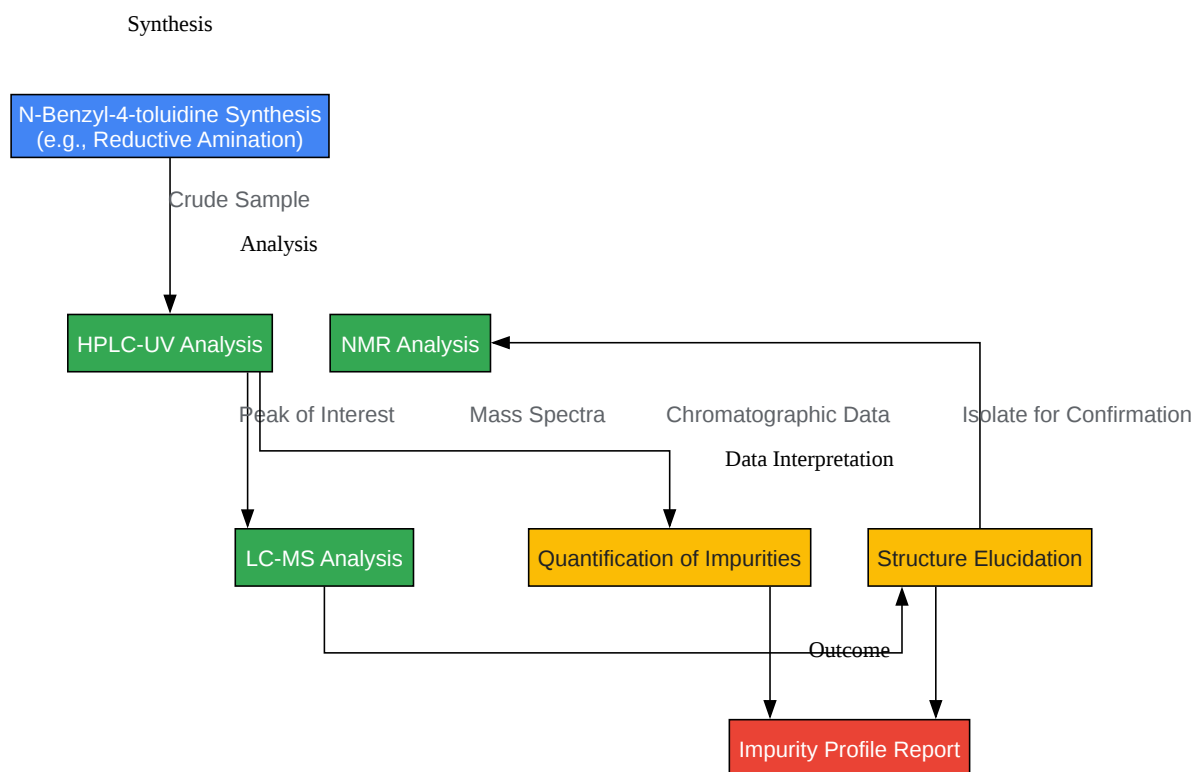 Synthesis
N-Benzyl-4-toluidine Synthesis
(e.g., Reductive Amination)
Crude Sample
Analysis
HPLC-UV Analysis
NMR Analysis
Peak of Interest
Mass Spectra
Chromatographic Data
Isolate for Confirmation
Data Interpretation
LC-MS Analysis
Quantification of Impurities
Structure Elucidation
Outcome
Impurity Profile Report